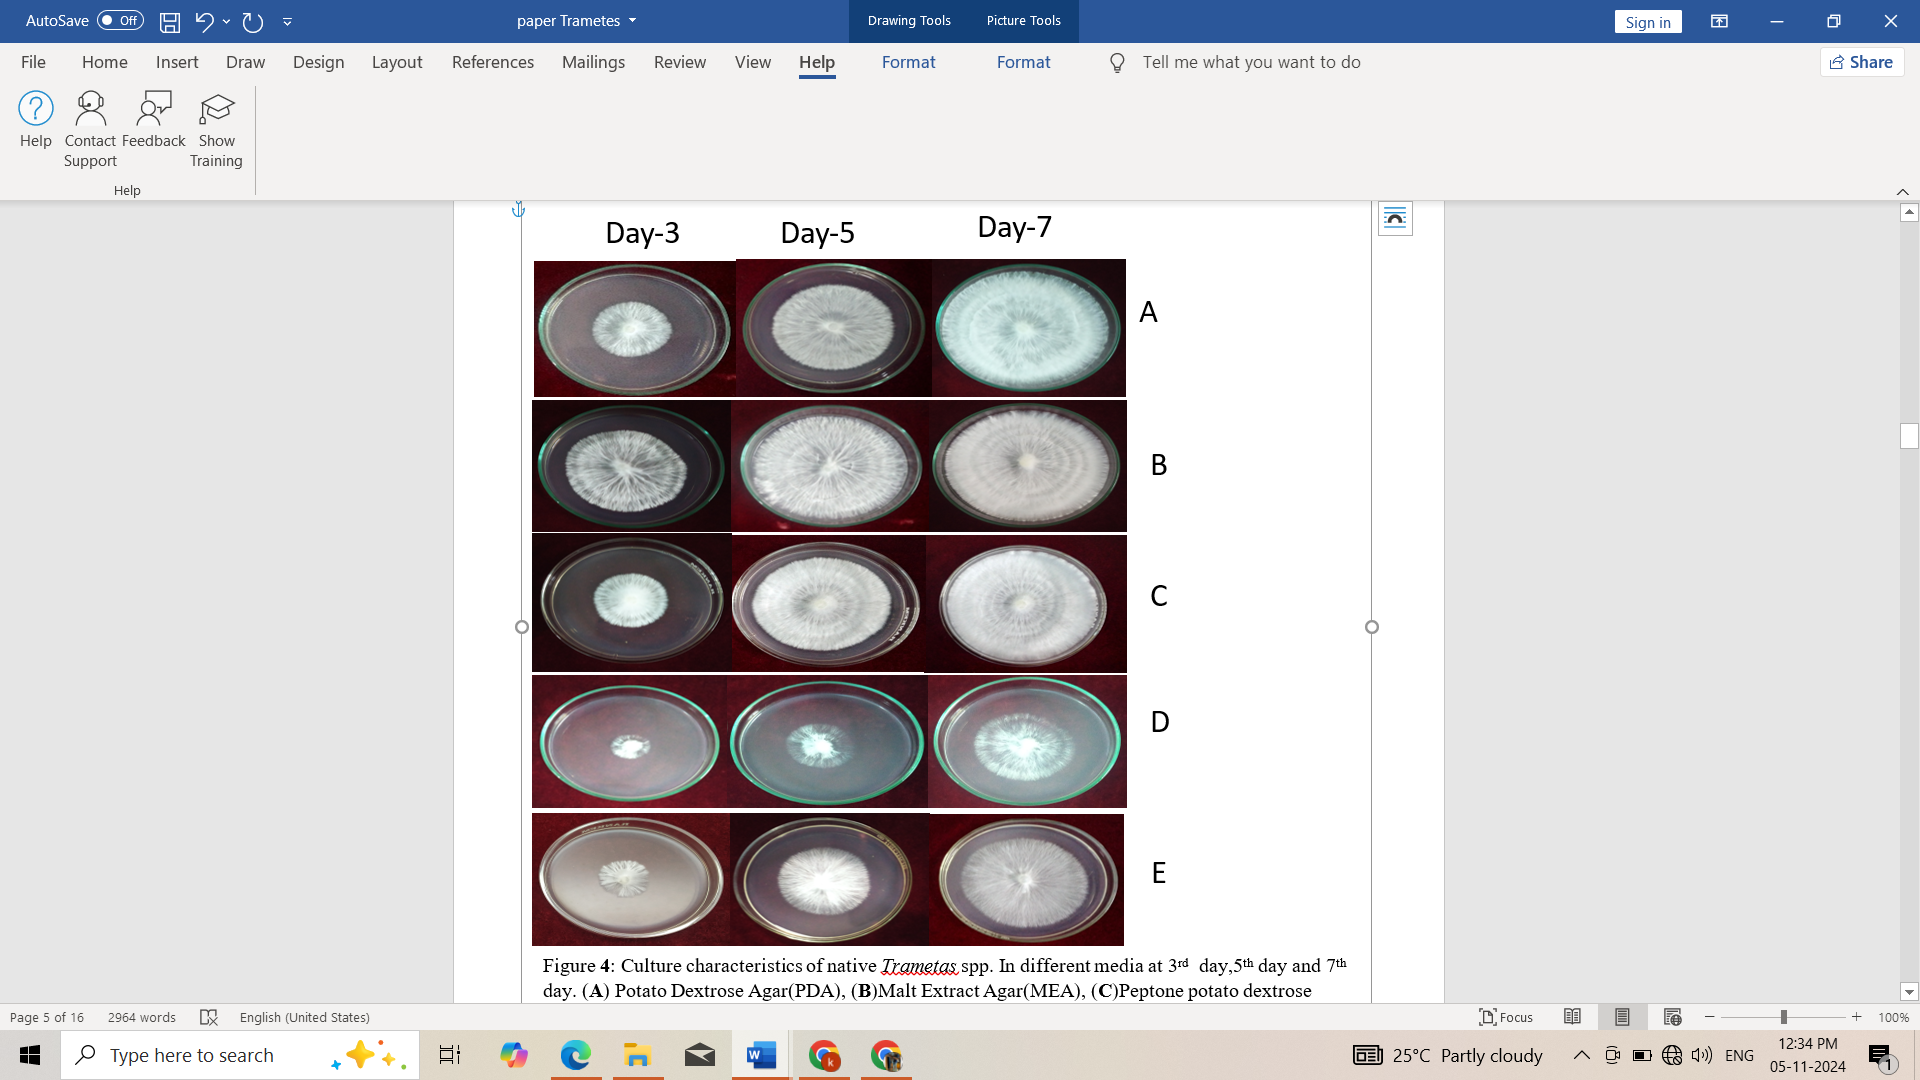 AutoSave Off paper Trametes Drawing Tools Picture Tools Sign in
File Home Insert Draw Design Layout References Mailings Review View Help Format Format Tell me what you want to do Share
Help Contact Support Feedback Show Training
Help
Day-3 Day-5 Day-7
A
B
C
D
E
Figure 4: Culture characteristics of native Trametas spp. In different media at 3rd day,5th day and 7th
day. (A) Potato Dextrose Agar(PDA), (B)Malt Extract Agar(MEA), (C)Peptone potato dextrose
Page 5 of 16 2964 words English (United States) Focus 100%
Type here to search 25°C Partly cloudy ENG 12:34 PM
05-11-2024 1